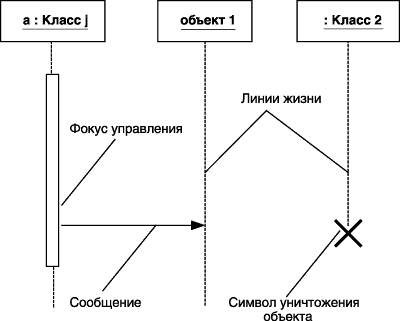 а : Класс j
объект 1
: Класс 2
Линии жизни
Фокус управления
Сообщение
Символ уничтожения
объекта